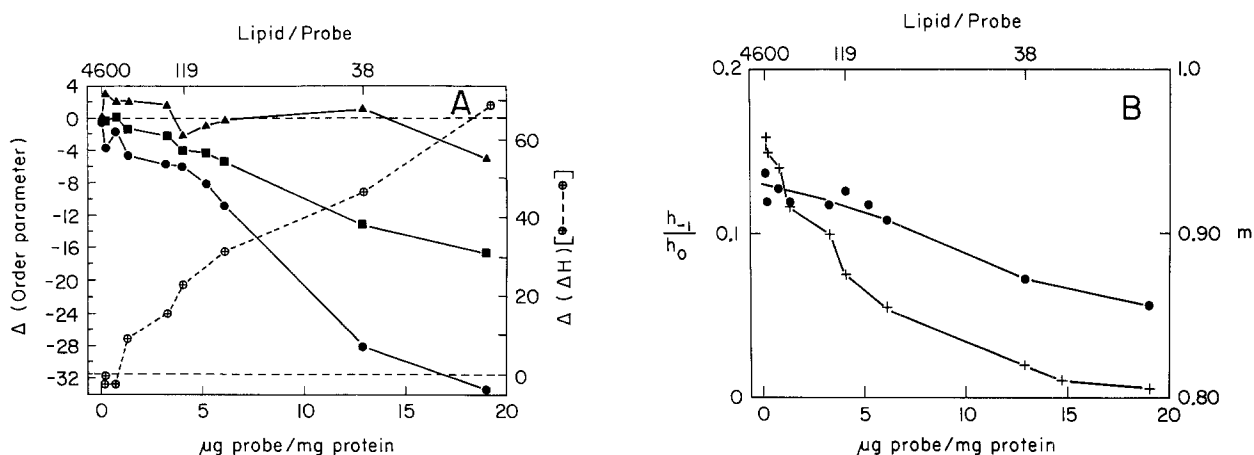 Lipid/Probe
4600 119 38
A
4
0
-4
-8
-12
-16
-20
-24
-28
-32
Δ (Order parameter)
60
40
20
0
Δ (ΔH) [ ]
0 5 10 15 20
µg probe/mg protein
Lipid/Probe
4600 119 38
B
0,2
0.1
0
h₋₁
h₀
1.0
0.90
0.80
m
0 5 10 15 20
µg probe/mg protein